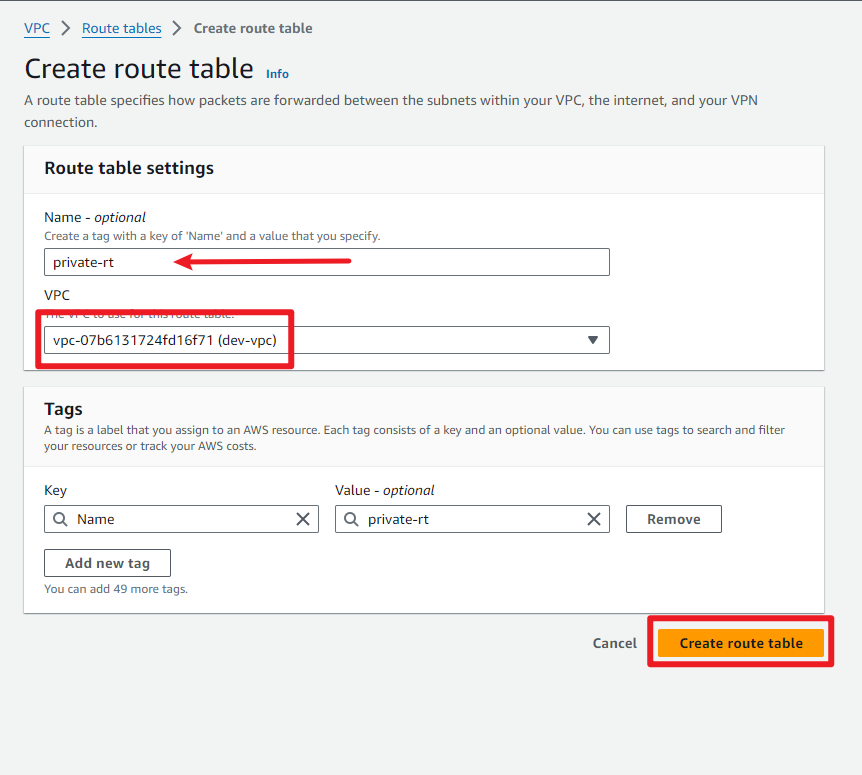 VPC > Route tables > Create route table
Create route table Info
A route table specifies how packets are forwarded between the subnets within your VPC, the internet, and your VPN
connection.
Route table settings
Name - optional
Create a tag with a key of 'Name' and a value that you specify.
private-rt
VPC
The VPC to use for this route table.
vpc-07b6131724fd16f71 (dev-vpc)
Tags
A tag is a label that you assign to an AWS resource. Each tag consists of a key and an optional value. You can use tags to search and filter
your resources or track your AWS costs.
Key Value - optional
Name private-rt Remove
Add new tag
You can add 49 more tags.
Cancel Create route table